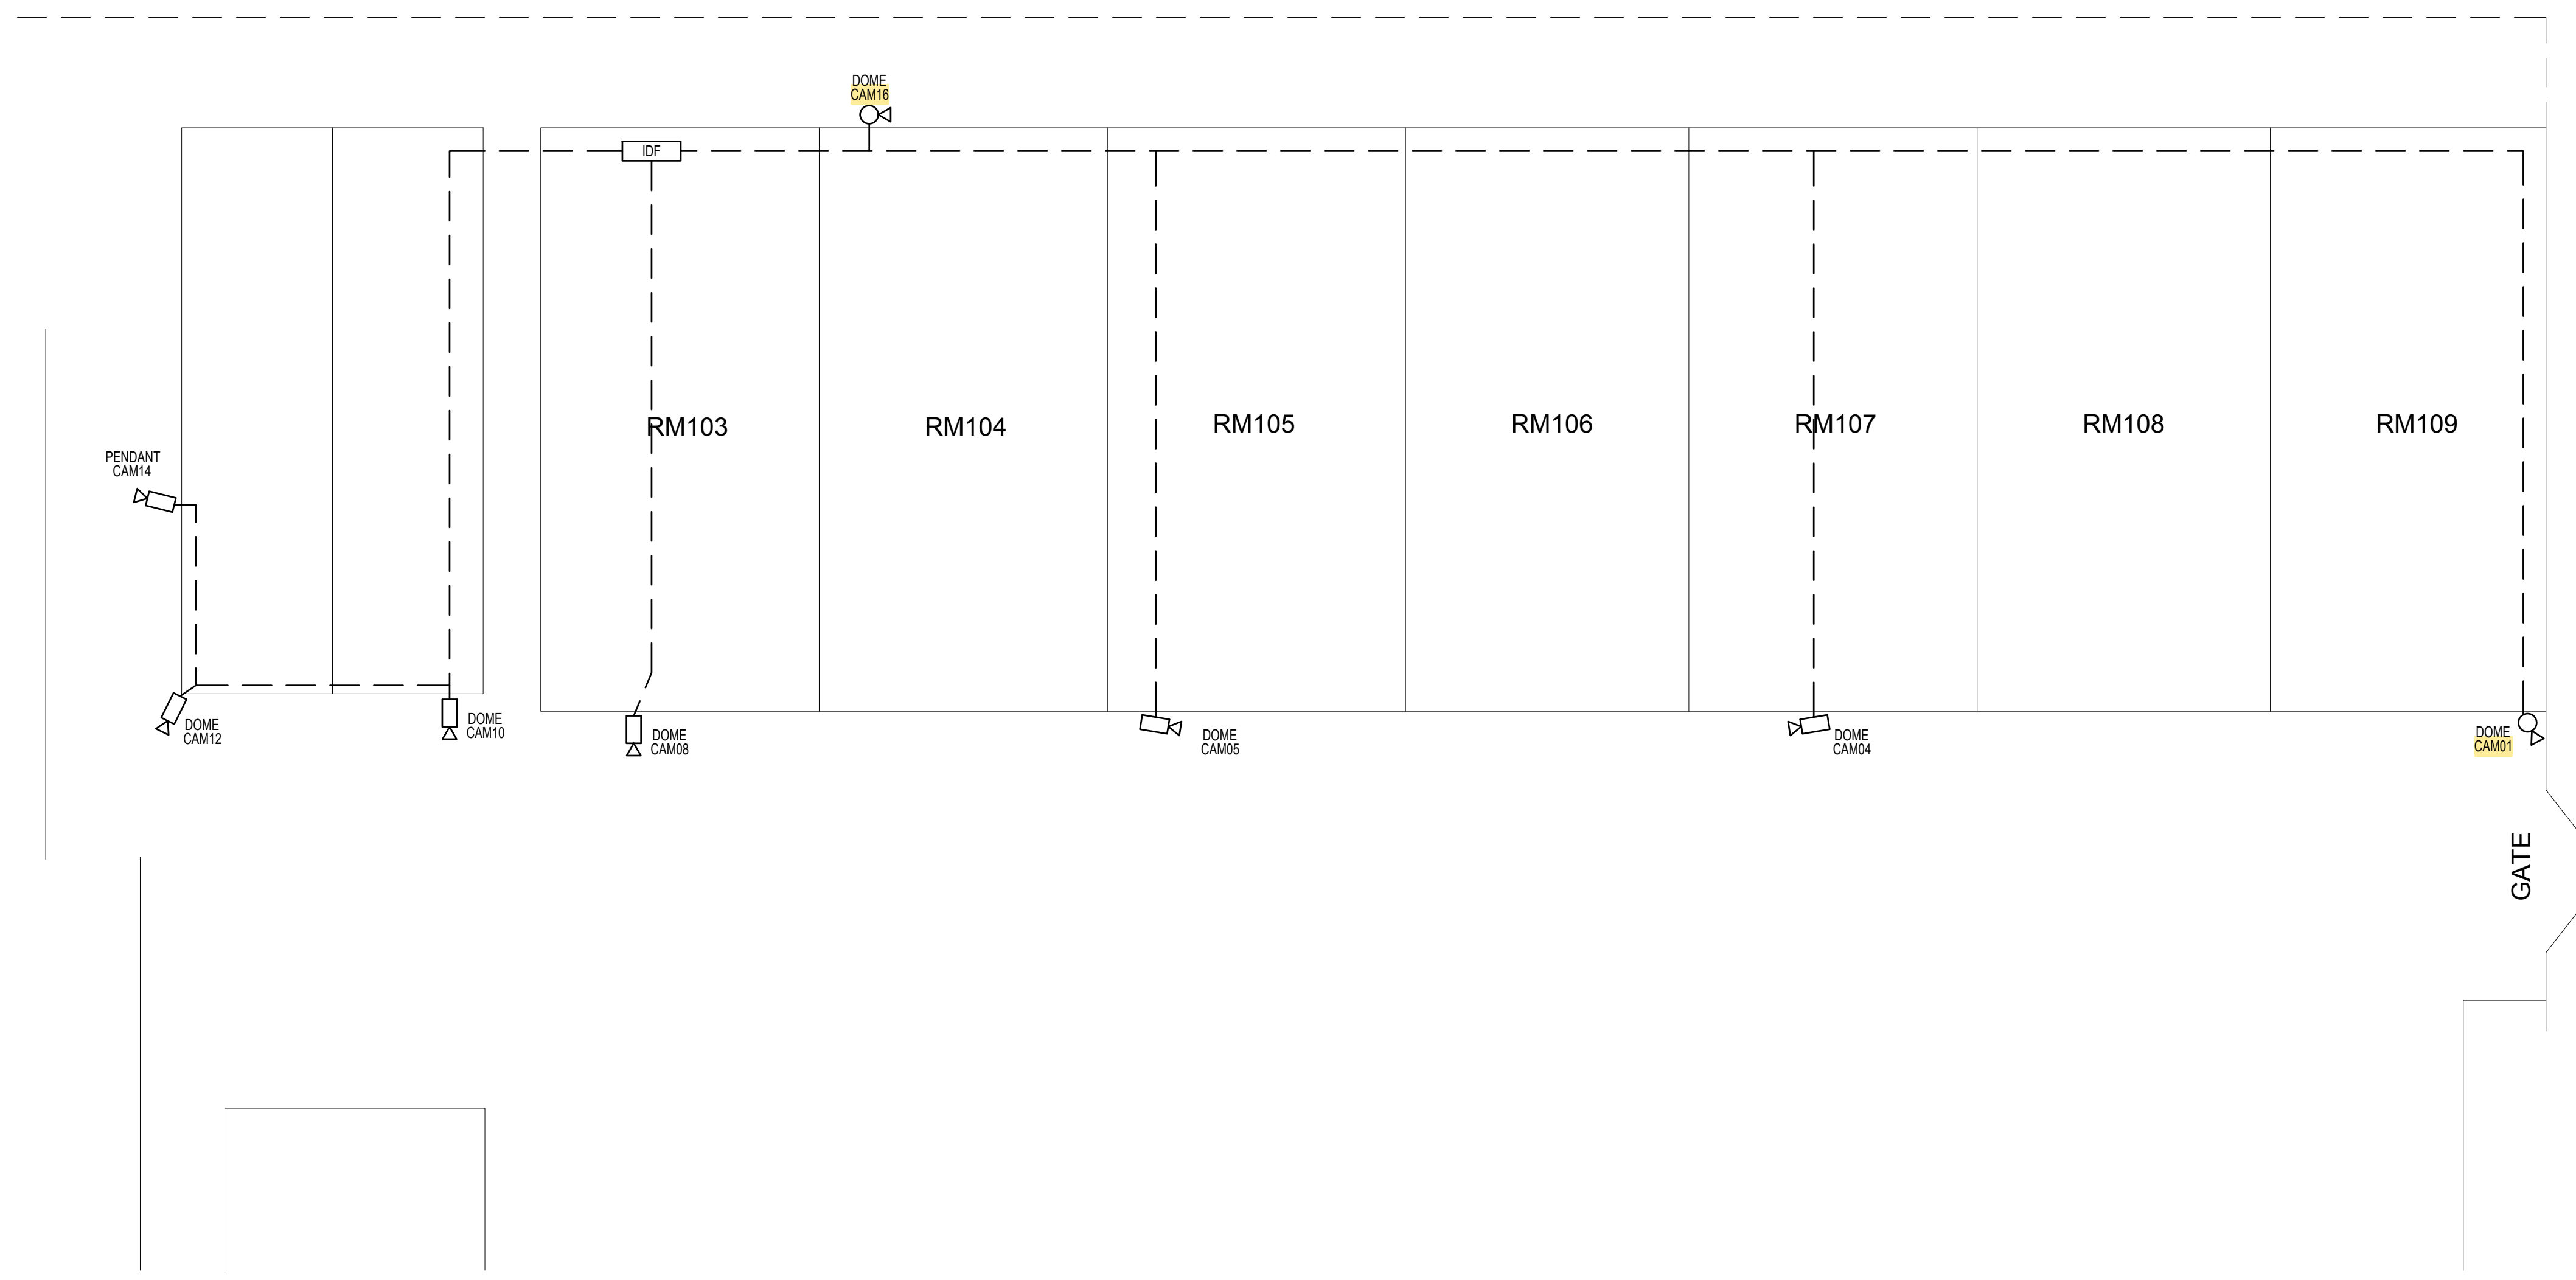 DOME
CAM16
IDF
RM103
RM104
RM105
RM106
RM107
RM108
RM109
PENDANT
CAM14
DOME
CAM12
DOME
CAM10
DOME
CAM08
DOME
CAM05
DOME
CAM04
DOME
CAM01
GATE